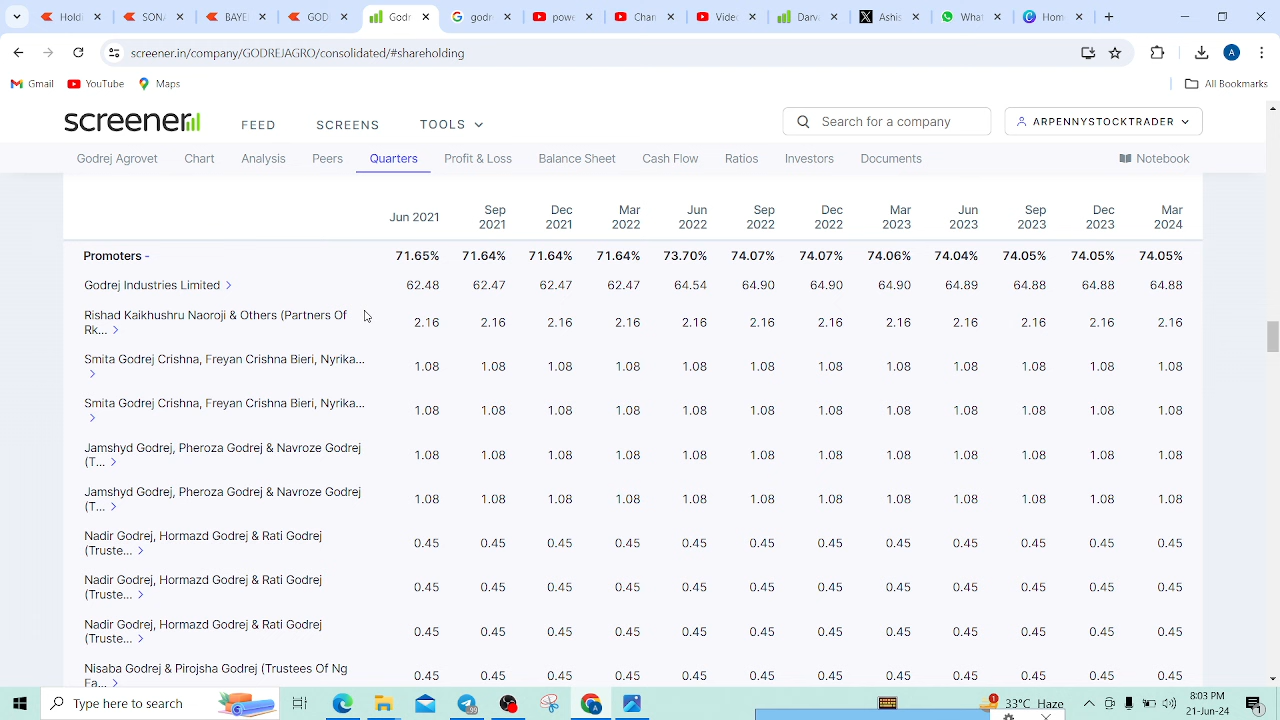 Holdi
SONA
BAYE
GOD
Godr
godr
powe
Char
Video
Dam
Ashis
What
Hom
screener.in/company/GODREJAGRO/consolidated/#shareholding
A
Gmail YouTube Maps All Bookmarks
screener FEED SCREENS TOOLS Search for a company ARPENNYSTOCKTRADER
Godrej Agrovet Chart Analysis Peers Quarters Profit & Loss Balance Sheet Cash Flow Ratios Investors Documents Notebook
Jun 2021 Sep 2021 Dec 2021 Mar 2022 Jun 2022 Sep 2022 Dec 2022 Mar 2023 Jun 2023 Sep 2023 Dec 2023 Mar 2024
Promoters - 71.65% 71.64% 71.64% 71.64% 73.70% 74.07% 74.07% 74.06% 74.04% 74.05% 74.05% 74.05%
Godrej Industries Limited > 62.48 62.47 62.47 62.47 64.54 64.90 64.90 64.90 64.89 64.88 64.88 64.88
Rishad Kaikhushru Naoroji & Others (Partners Of
Rk... > 2.16 2.16 2.16 2.16 2.16 2.16 2.16 2.16 2.16 2.16 2.16 2.16
Smita Godrej Crishna, Freyan Crishna Bieri, Nyrika...
> 1.08 1.08 1.08 1.08 1.08 1.08 1.08 1.08 1.08 1.08 1.08 1.08
Smita Godrej Crishna, Freyan Crishna Bieri, Nyrika...
> 1.08 1.08 1.08 1.08 1.08 1.08 1.08 1.08 1.08 1.08 1.08 1.08
Jamshyd Godrej, Pheroza Godrej & Navroze Godrej
(T... > 1.08 1.08 1.08 1.08 1.08 1.08 1.08 1.08 1.08 1.08 1.08 1.08
Jamshyd Godrej, Pheroza Godrej & Navroze Godrej
(T... > 1.08 1.08 1.08 1.08 1.08 1.08 1.08 1.08 1.08 1.08 1.08 1.08
Nadir Godrej, Hormazd Godrej & Rati Godrej
(Truste... > 0.45 0.45 0.45 0.45 0.45 0.45 0.45 0.45 0.45 0.45 0.45 0.45
Nadir Godrej, Hormazd Godrej & Rati Godrej
(Truste... > 0.45 0.45 0.45 0.45 0.45 0.45 0.45 0.45 0.45 0.45 0.45 0.45
Nadir Godrej, Hormazd Godrej & Rati Godrej
(Truste... > 0.45 0.45 0.45 0.45 0.45 0.45 0.45 0.45 0.45 0.45 0.45 0.45
Nisaba Godrej & Pirojsha Godrej (Trustees Of Ng
Fa... > 0.45 0.45 0.45 0.45 0.45 0.45 0.45 0.45 0.45 0.45 0.45 0.45
Type here to search 1 33°C Haze 8:03 PM
21-Jun-24